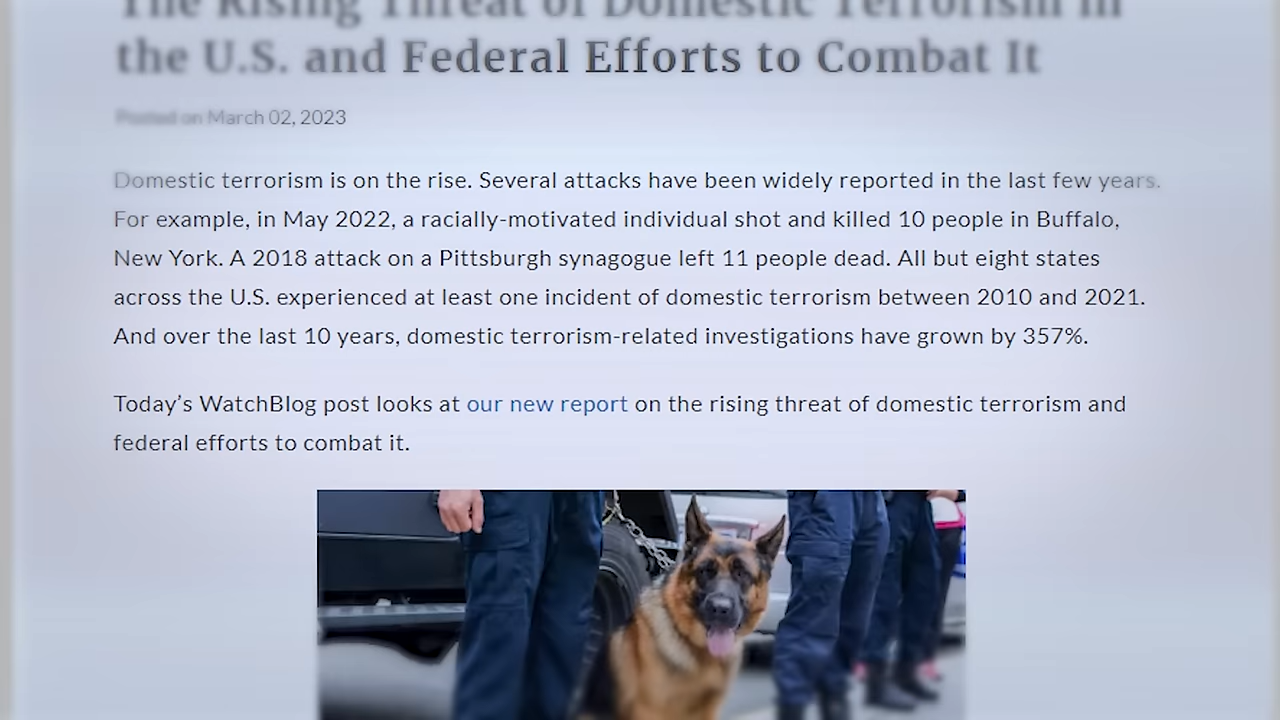 The Rising Threat of Domestic Terrorism in
the U.S. and Federal Efforts to Combat It
Posted on March 02, 2023
Domestic terrorism is on the rise. Several attacks have been widely reported in the last few years.
For example, in May 2022, a racially-motivated individual shot and killed 10 people in Buffalo,
New York. A 2018 attack on a Pittsburgh synagogue left 11 people dead. All but eight states
across the U.S. experienced at least one incident of domestic terrorism between 2010 and 2021.
And over the last 10 years, domestic terrorism-related investigations have grown by 357%.
Today’s WatchBlog post looks at our new report on the rising threat of domestic terrorism and
federal efforts to combat it.